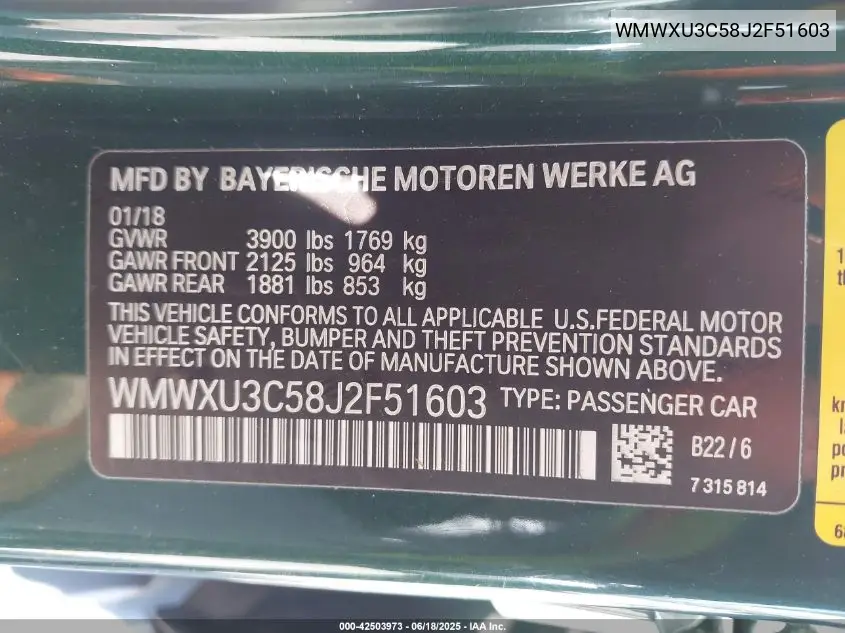 WMWXU3C58J2F51603
MFD BY BAYERISCHE MOTOREN WERKE AG
01/18
GVWR 3900 lbs 1769 kg
GAWR FRONT 2125 lbs 964 kg
GAWR REAR 1881 lbs 853 kg
THIS VEHICLE CONFORMS TO ALL APPLICABLE U.S.FEDERAL MOTOR
VEHICLE SAFETY, BUMPER AND THEFT PREVENTION STANDARDS
IN EFFECT ON THE DATE OF MANUFACTURE SHOWN ABOVE.
WMWXU3C58J2F51603 TYPE: PASSENGER CAR
B22/6
7 315 814
000-42503973 - 06/18/2025 - IAA Inc.